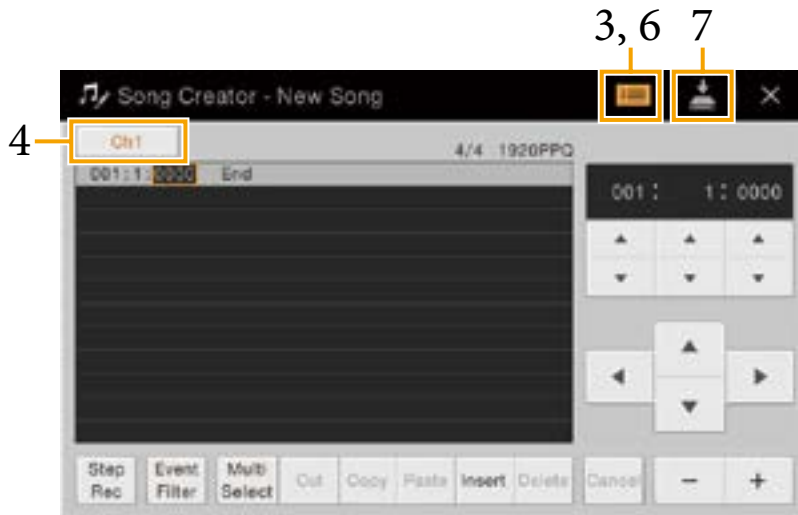 3, 6 7
Song Creator - New Song
4
Ch1
4/4 1920PPQ
001:1:0000 End
001: 1: 0000
Step Rec
Event Filter
Multi Select
Cut
Copy
Paste
Insert
Delete
Cancel
- +